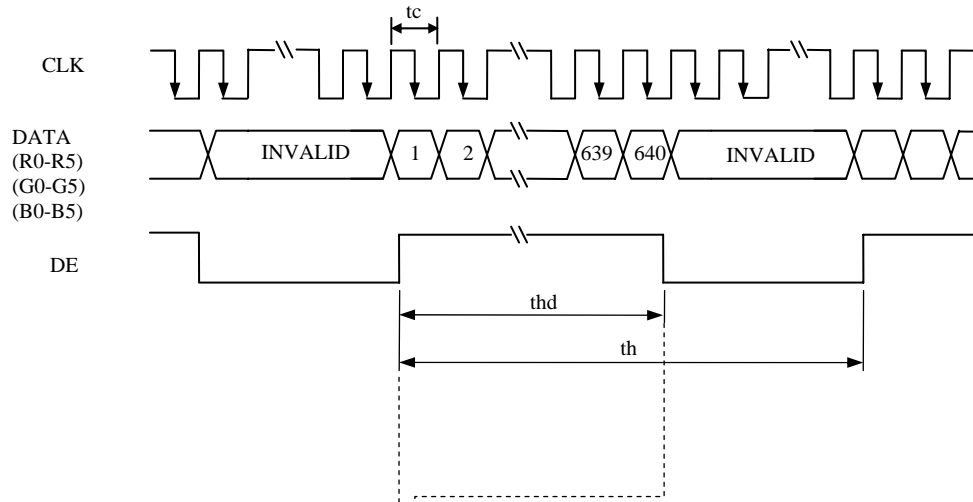 tc
CLK
DATA
(R0-R5)
(G0-G5)
(B0-B5)
INVALID 1 2 639 640 INVALID
DE
thd
th